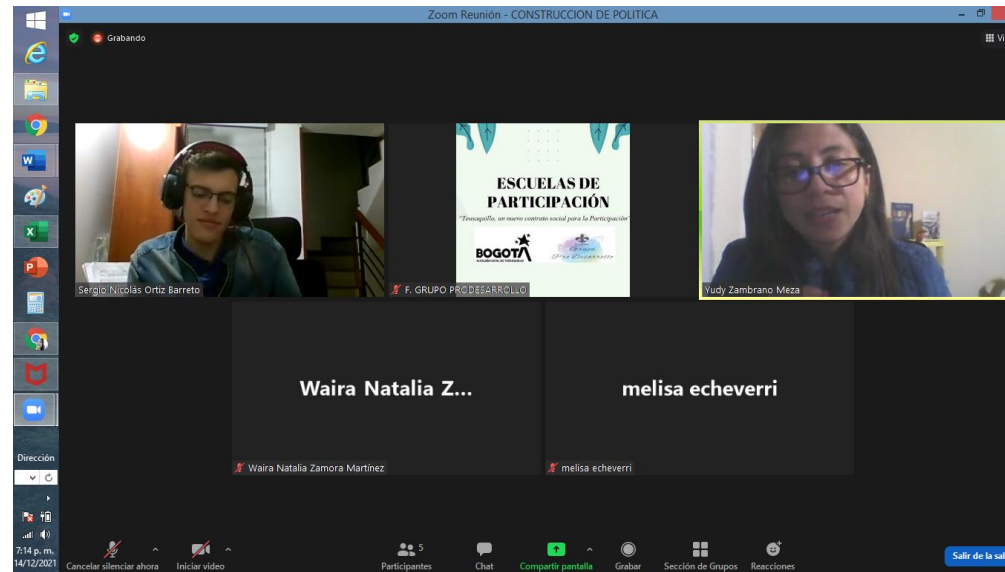 Zoom Reunión - CONSTRUCCION DE POLITICA
Grabando
ESCUELAS DE
PARTICIPACIÓN
"Teusaquillo, un nuevo contrato social para la Participación"
BOGOTÁ
Sergio Nicolás Ortiz Barreto
F. GRUPO PRODESARROLLO
Yudy Zambrano Meza
Waira Natalia Z...
melisa echeverri
Waira Natalia Zamora Martínez
melisa echeverri
Dirección
7:14 p. m.
14/12/2021
Cancelar silenciar ahora
Iniciar video
5
Participantes
Chat
Compartir pantalla
Grabar
Sección de Grupos
Reacciones
Salir de la sal